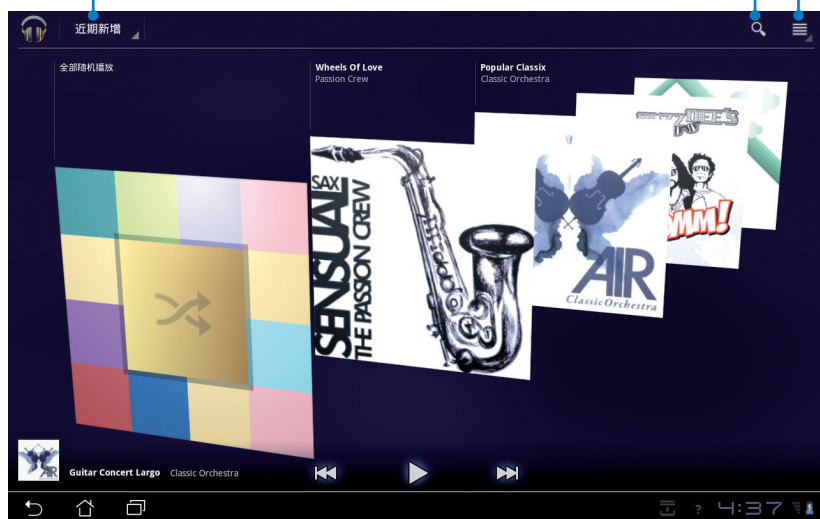 近期新增
全部随机播放
Wheels Of Love
Passion Crew
Popular Classix
Classic Orchestra
SAX
SENSUAL
THE PASSION CREW
AIR
Classic Orchestra
DEE'S
MM!
AIR
Guitar Concert Largo Classic Orchestra
?
4:37